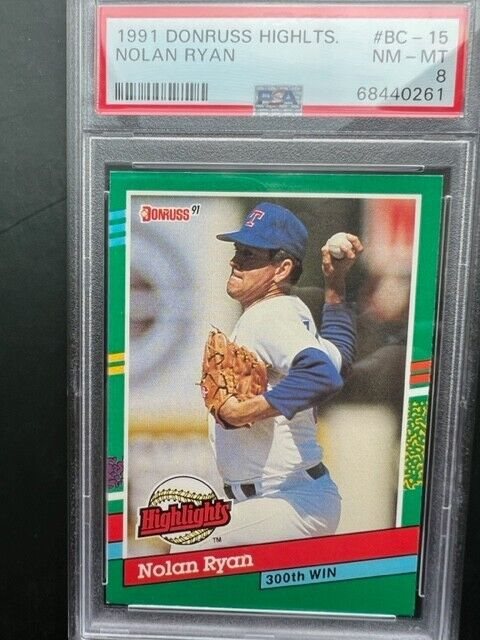 1991 DONRUSS HIGHLTS. #BC-15
NOLAN RYAN NM-MT
8
PSA 68440261
DONRUSS 91
T
Highlights
TM
Nolan Ryan
300th WIN